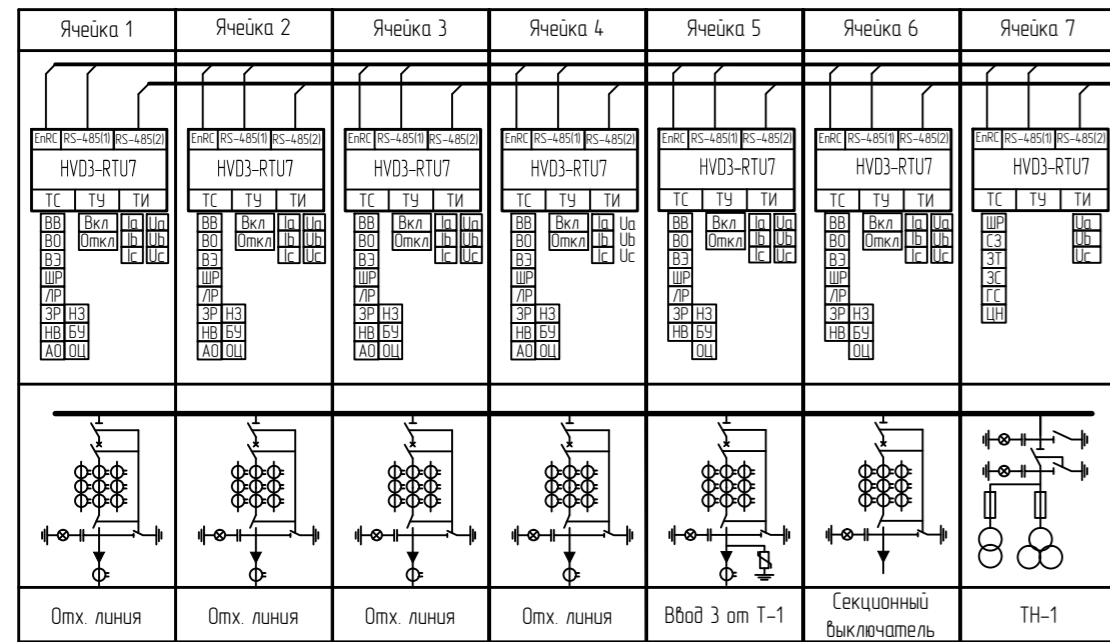 Ячейка 1 Ячейка 2 Ячейка 3 Ячейка 4 Ячейка 5 Ячейка 6 Ячейка 7
EnRC RS-485(1) RS-485(2) EnRC RS-485(1) RS-485(2) EnRC RS-485(1) RS-485(2) EnRC RS-485(1) RS-485(2) EnRC RS-485(1) RS-485(2) EnRC RS-485(1) RS-485(2) EnRC RS-485(1) RS-485(2)
HVD3-RTU7 HVD3-RTU7 HVD3-RTU7 HVD3-RTU7 HVD3-RTU7 HVD3-RTU7 HVD3-RTU7
ТС ТУ ТИ ТС ТУ ТИ ТС ТУ ТИ ТС ТУ ТИ ТС ТУ ТИ ТС ТУ ТИ ТС ТУ ТИ
ВВ Вкл Ia Ua ВВ Вкл Ia Ua ВВ Вкл Ia Ua ВВ Вкл Ia Ua ВВ Вкл Ia Ua ВВ Вкл Ia Ua ШР Ua
ВО Откл Ib Ub ВО Откл Ib Ub ВО Откл Ib Ub ВО Откл Ib Ub ВО Откл Ib Ub ВО Откл Ib Ub СЗ Ub
ВЭ Ic Uc ВЭ Ic Uc ВЭ Ic Uc ВЭ Ic Uc ВЭ Ic Uc ВЭ Ic Uc ЗТ Uc
ШР ШР ШР ШР ШР ШР ЗС
ЛР ЛР ЛР ЛР ЛР ЛР ГС
ЗР НЗ ЗР НЗ ЗР НЗ ЗР НЗ ЗР НЗ ЗР НЗ ЦН
НВ БУ НВ БУ НВ БУ НВ БУ НВ БУ НВ БУ
АО ОЦ АО ОЦ АО ОЦ АО ОЦ ОЦ ОЦ
Отх. линия Отх. линия Отх. линия Отх. линия Ввод 3 от Т-1 Секционный ТН-1
выключатель